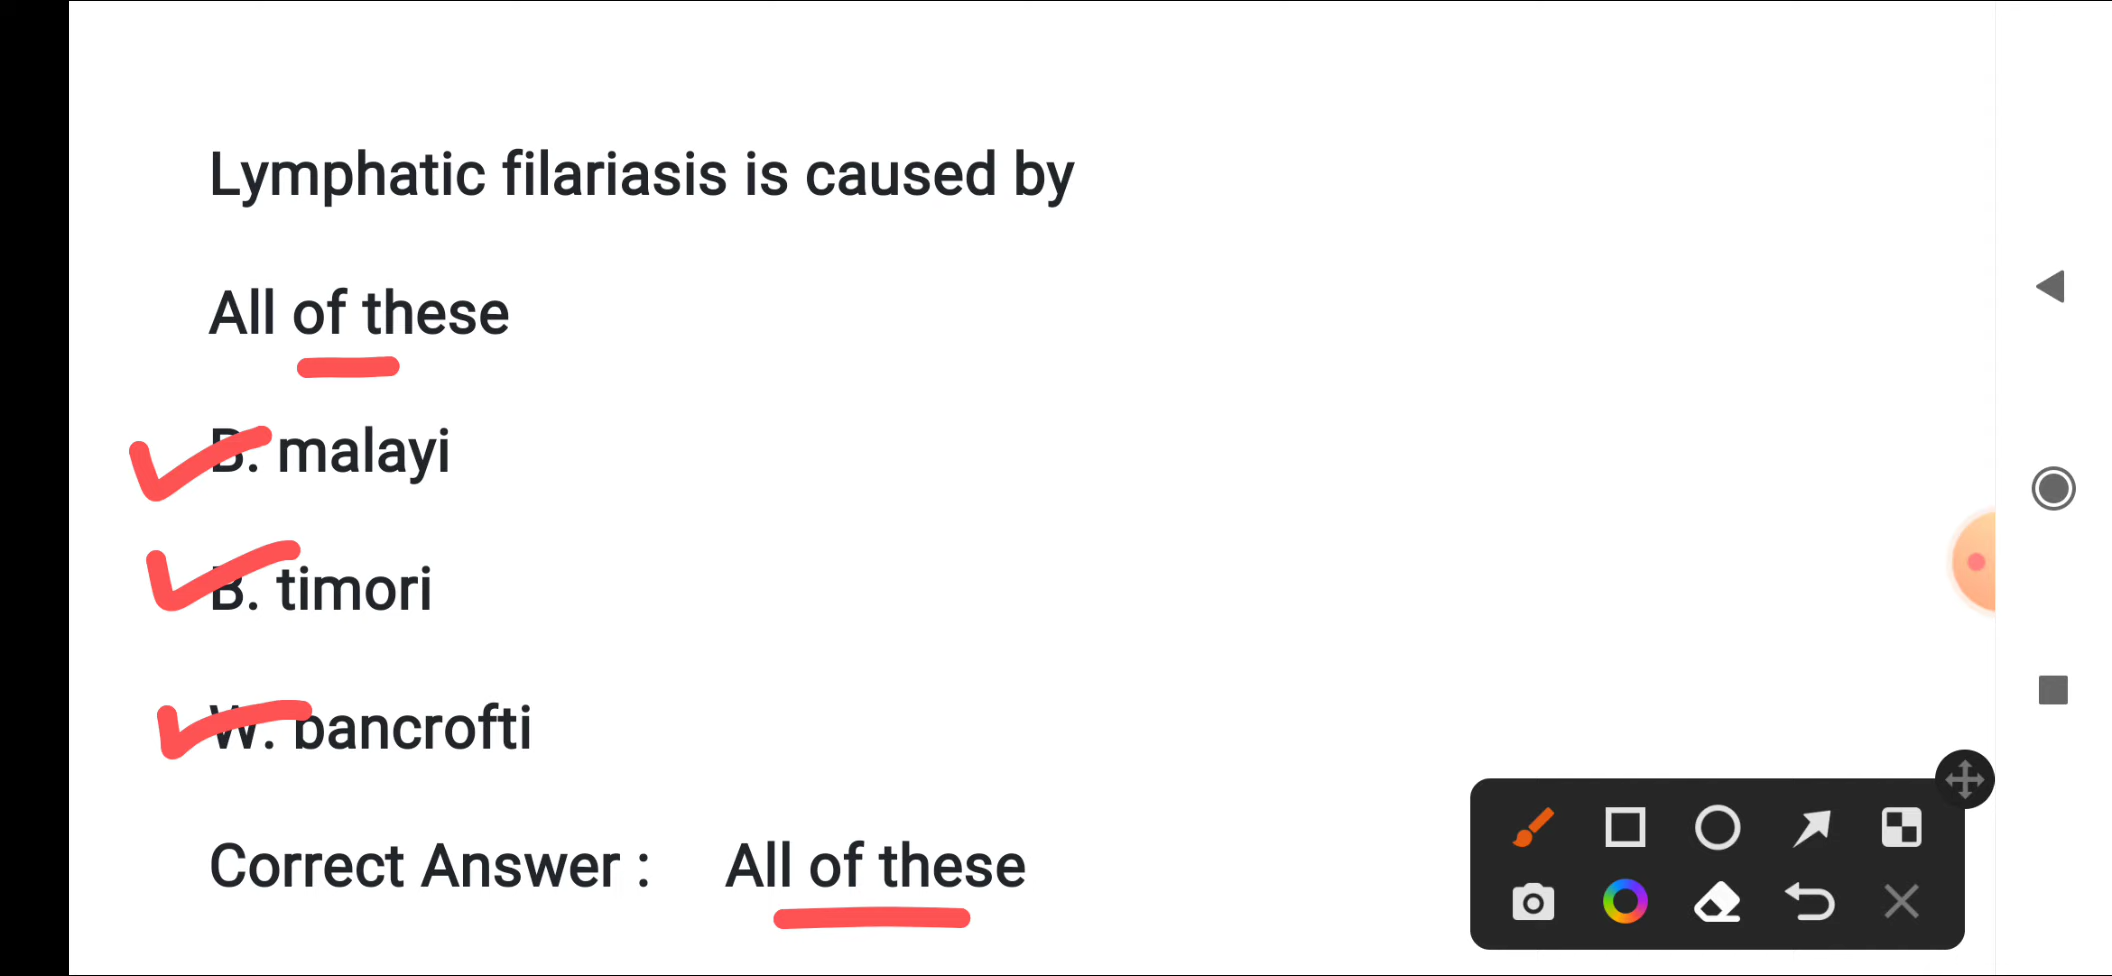 Lymphatic filariasis is caused by
All of these
B. malayi
B. timori
W. bancrofti
Correct Answer : All of these